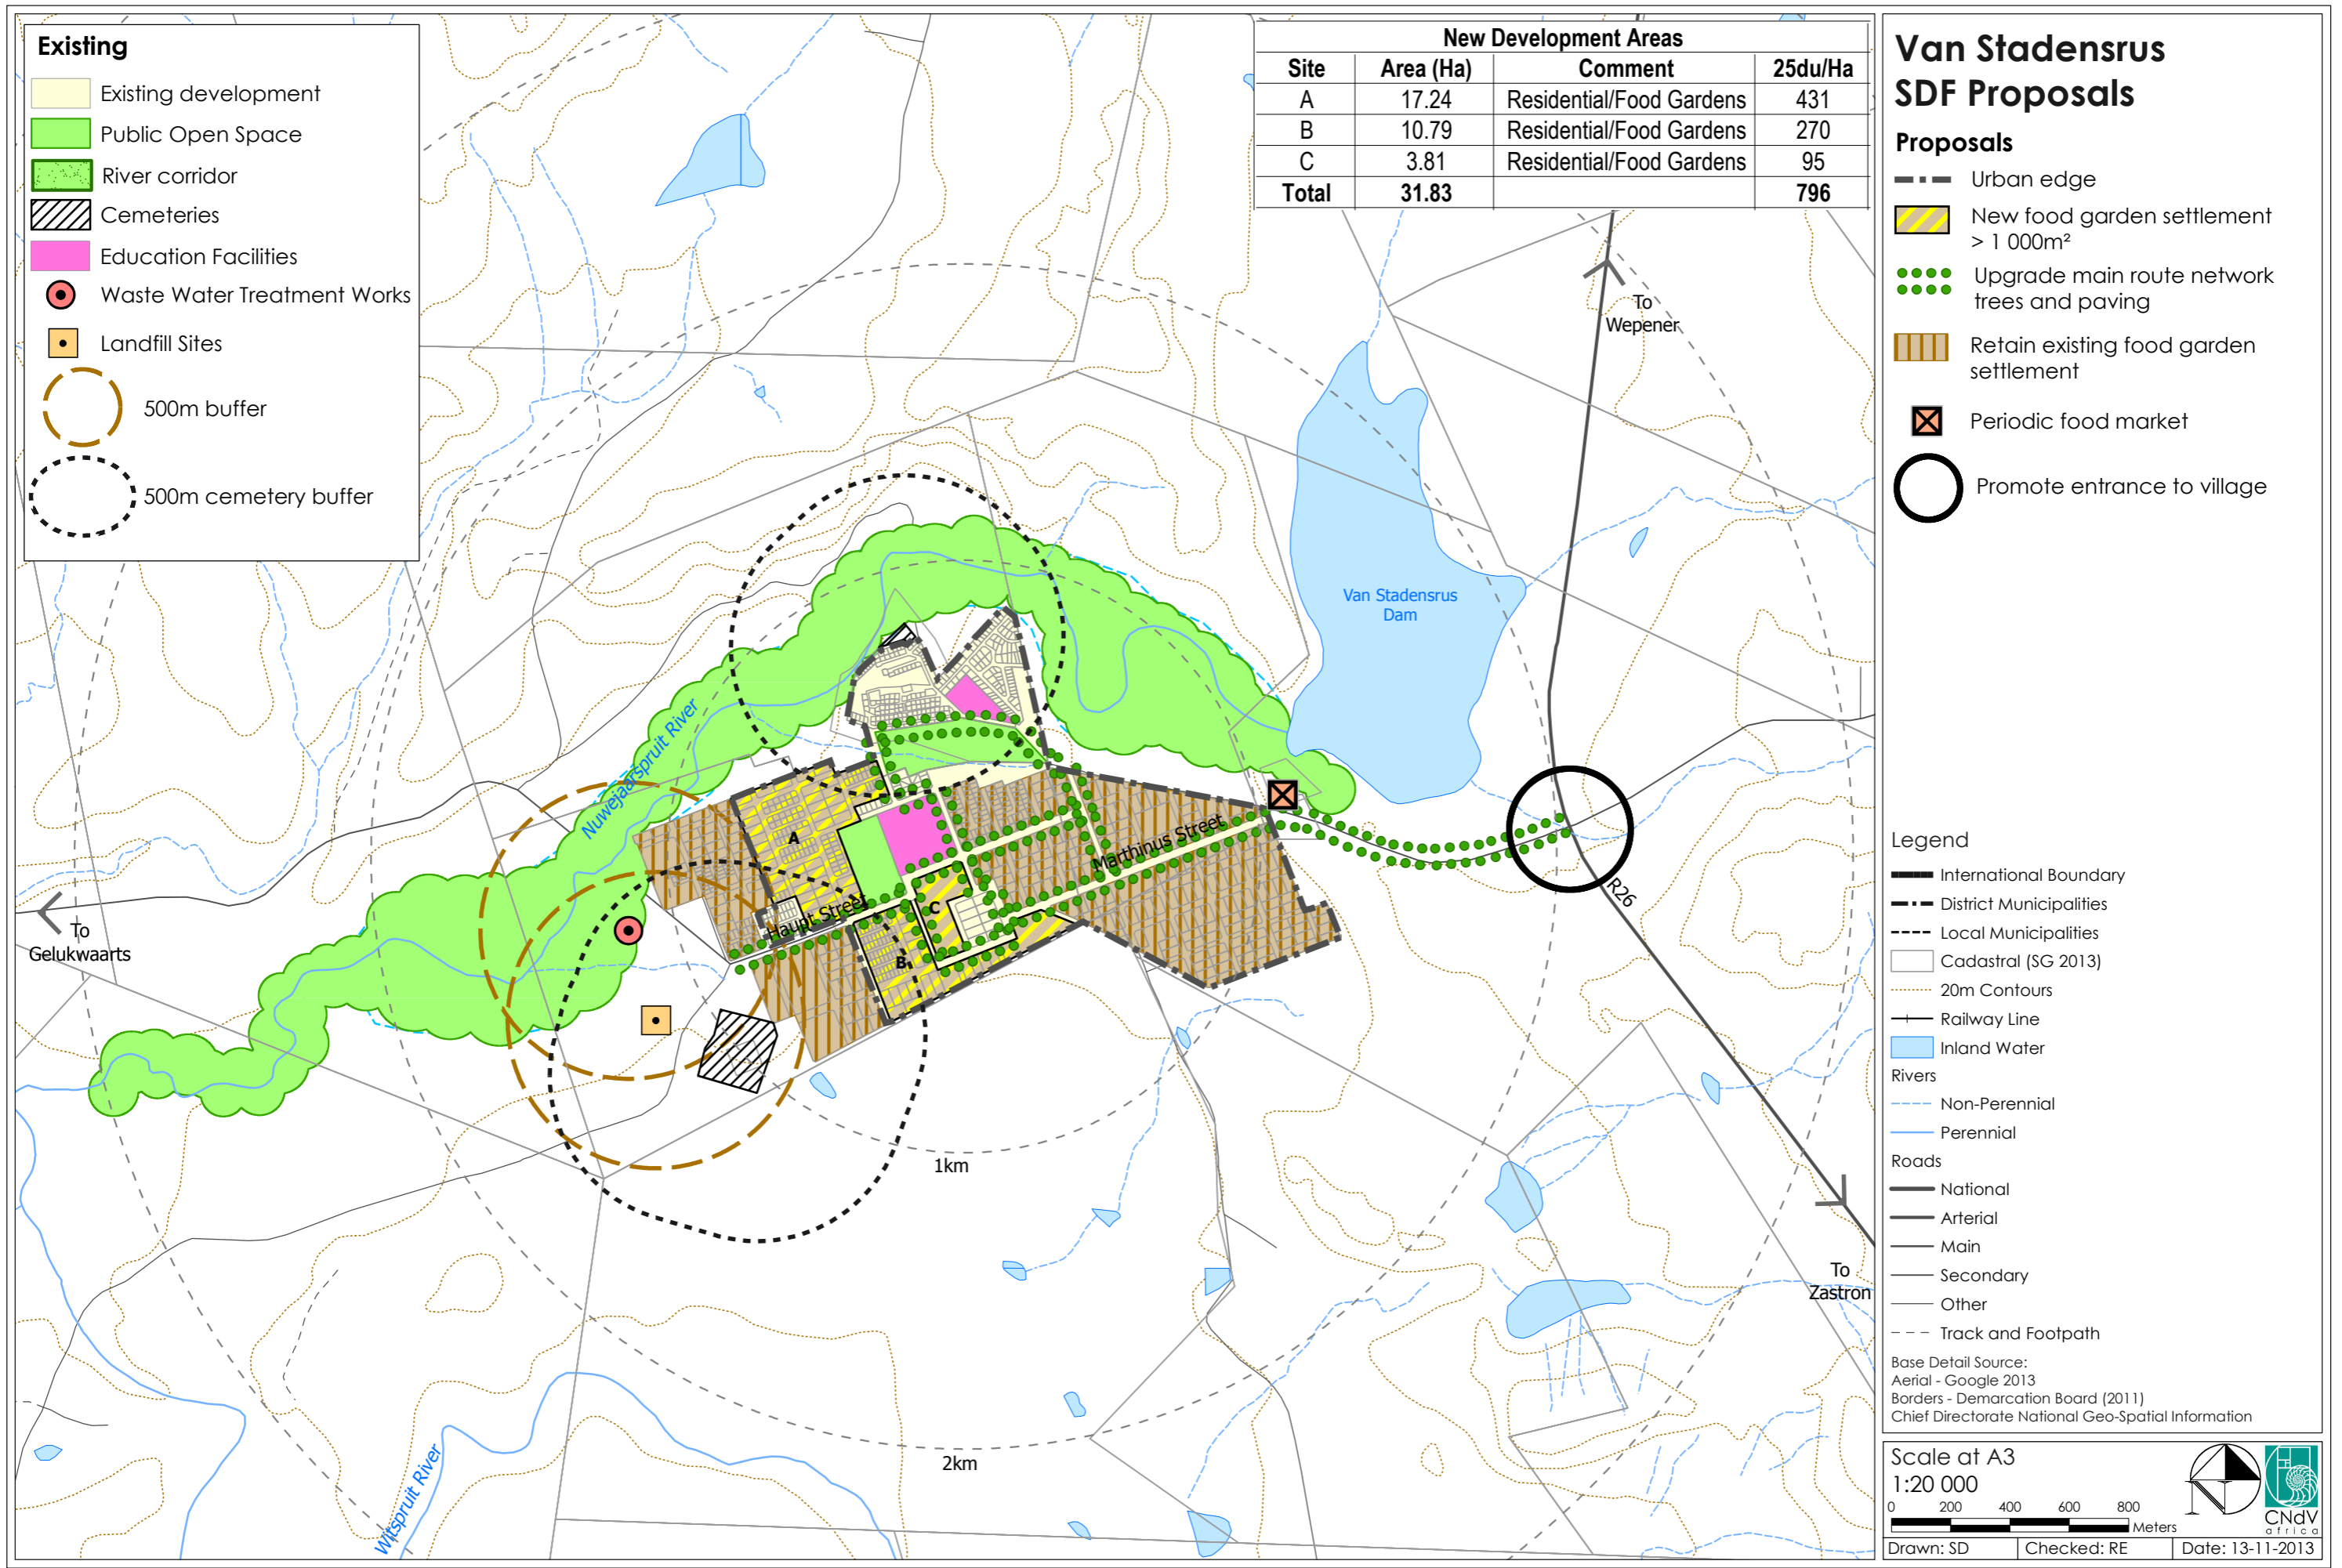 Existing
Existing development
Public Open Space
River corridor
Cemeteries
Education Facilities
Waste Water Treatment Works
Landfill Sites
500m buffer
500m cemetery buffer
New Development Areas
Site Area (Ha) Comment 25du/Ha
A 17.24 Residential/Food Gardens 431
B 10.79 Residential/Food Gardens 270
C 3.81 Residential/Food Gardens 95
Total 31.83 796
To
Wepener
Van Stadensrus
Dam
Nuwejaarspruit River
A
Marthinus Street
Haupt Street
C
B
R26
To
Gelukwaarts
1km
To
Zastron
2km
Witspruit River
Van Stadensrus
SDF Proposals
Proposals
Urban edge
New food garden settlement
> 1 000m²
Upgrade main route network
trees and paving
Retain existing food garden
settlement
Periodic food market
Promote entrance to village
Legend
International Boundary
District Municipalities
Local Municipalities
Cadastral (SG 2013)
20m Contours
Railway Line
Inland Water
Rivers
Non-Perennial
Perennial
Roads
National
Arterial
Main
Secondary
Other
Track and Footpath
Base Detail Source:
Aerial - Google 2013
Borders - Demarcation Board (2011)
Chief Directorate National Geo-Spatial Information
Scale at A3
1:20 000
0 200 400 600 800
Meters
CNdV
africa
Drawn: SD Checked: RE Date: 13-11-2013